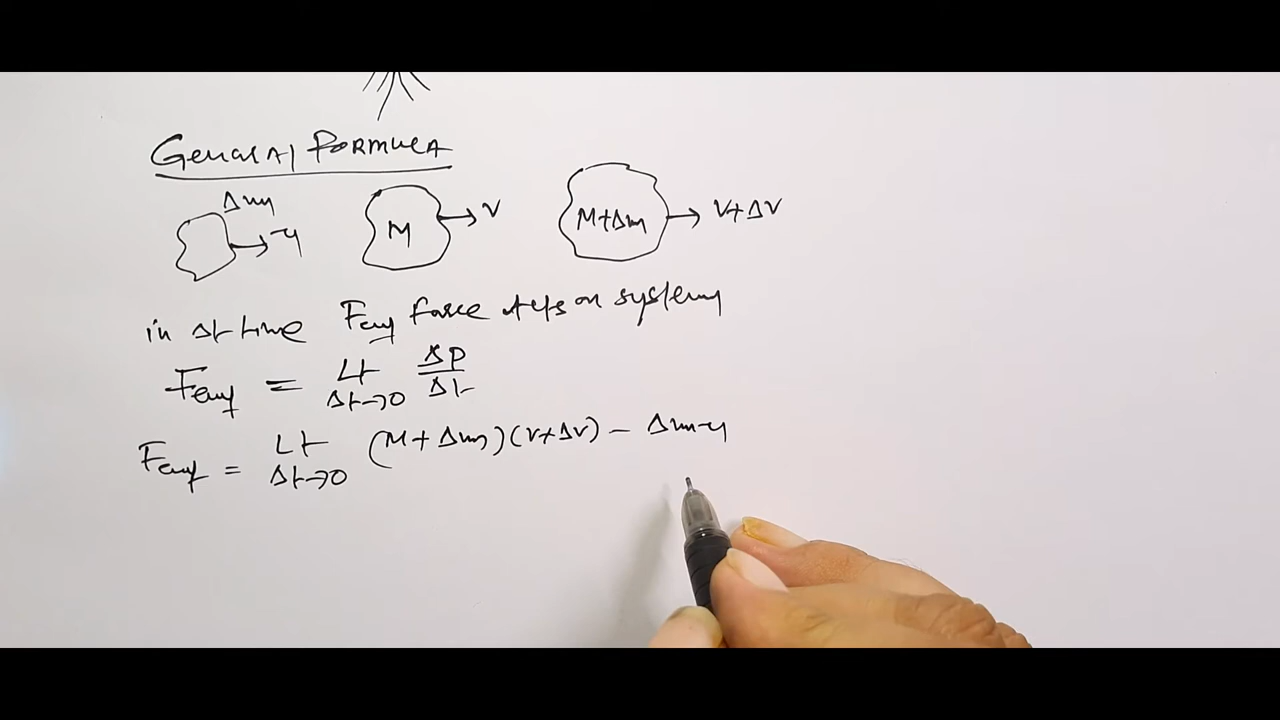 General Formula
Δm
u
M
v
M+Δm
v+Δv
in Δt time Fext force acts on system
Fext = Lt Δt→0 ΔP/Δt
Fext = Lt Δt→0 (M+Δm)(v+Δv) – Δm u